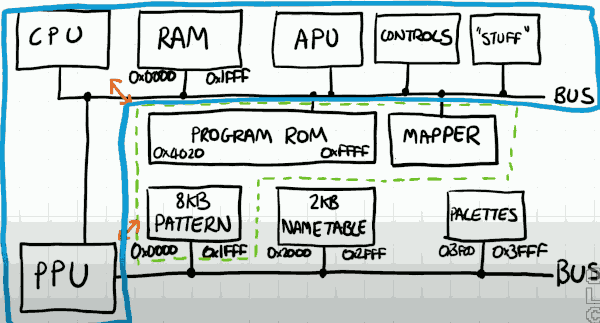 CPU
RAM
APU
CONTROLS
"STUFF"
0x0000 0x1FFF
BUS
PROGRAM ROM
0x4020 0xFFFF
MAPPER
8KB
PATTERN
0x0000 0x1FFF
2KB
NAMETABLE
0x2000 0x2FFF
PALETTES
0x3F00 0x3FFF
PPU
BUS